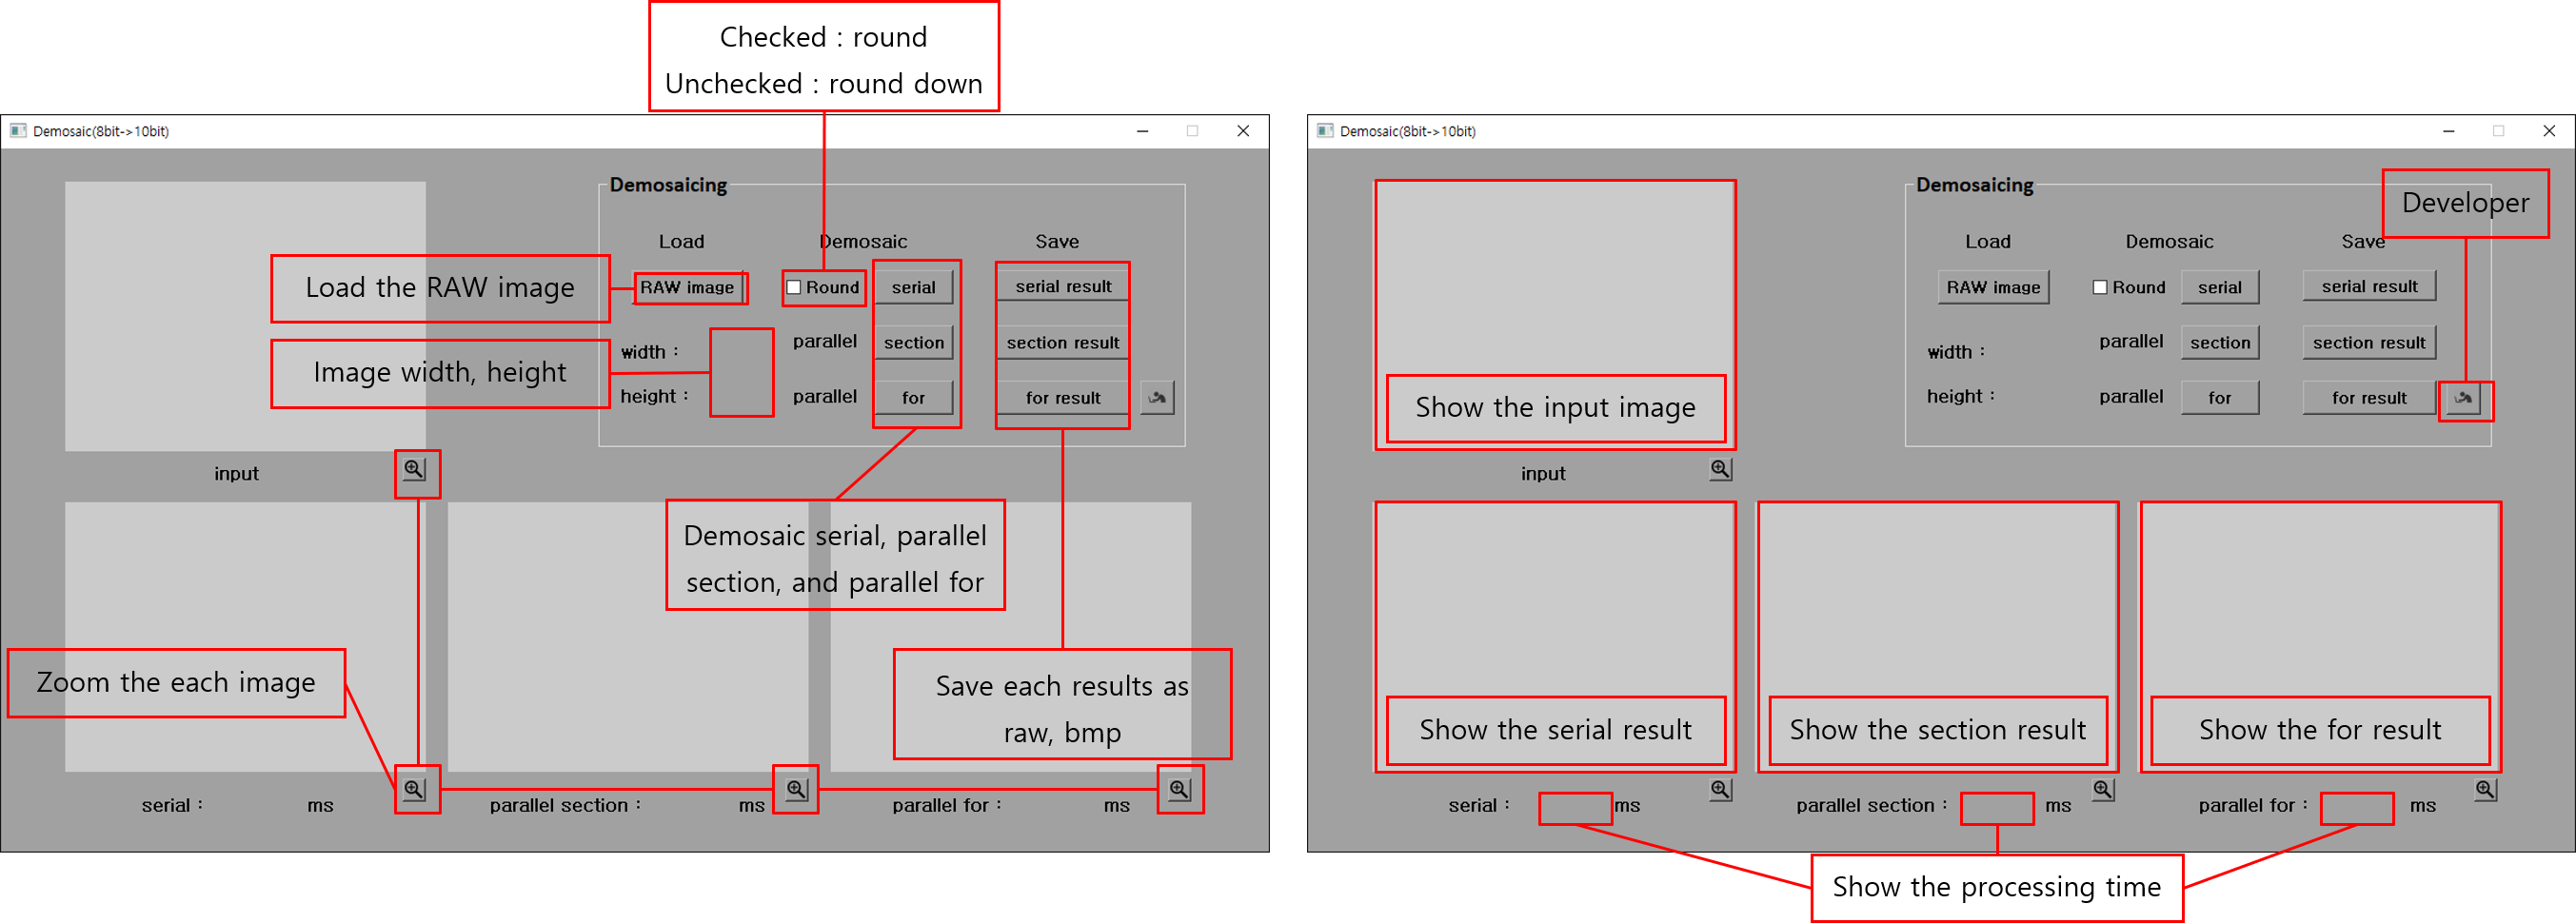 Checked : round
Unchecked : round down
Demosaic(8bit->10bit)
Demosaicing
Load
Demosaic
Save
Load the RAW image
RAW image
Round
serial
serial result
Image width, height
width :
parallel
section
section result
height :
parallel
for
for result
input
Demosaic serial, parallel
section, and parallel for
Zoom the each image
Save each results as
raw, bmp
serial :
ms
parallel section :
ms
parallel for :
ms
Demosaic(8bit->10bit)
Demosaicing
Developer
Load
Demosaic
Save
RAW image
Round
serial
serial result
width :
parallel
section
section result
height :
parallel
for
for result
Show the input image
input
Show the serial result
Show the section result
Show the for result
serial :
ms
parallel section :
ms
parallel for :
ms
Show the processing time